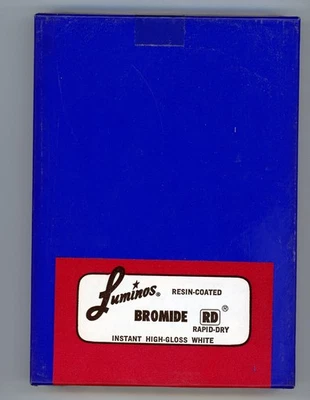 Luminos® RESIN-COATED
BROMIDE RD®
RAPID-DRY
INSTANT HIGH-GLOSS WHITE